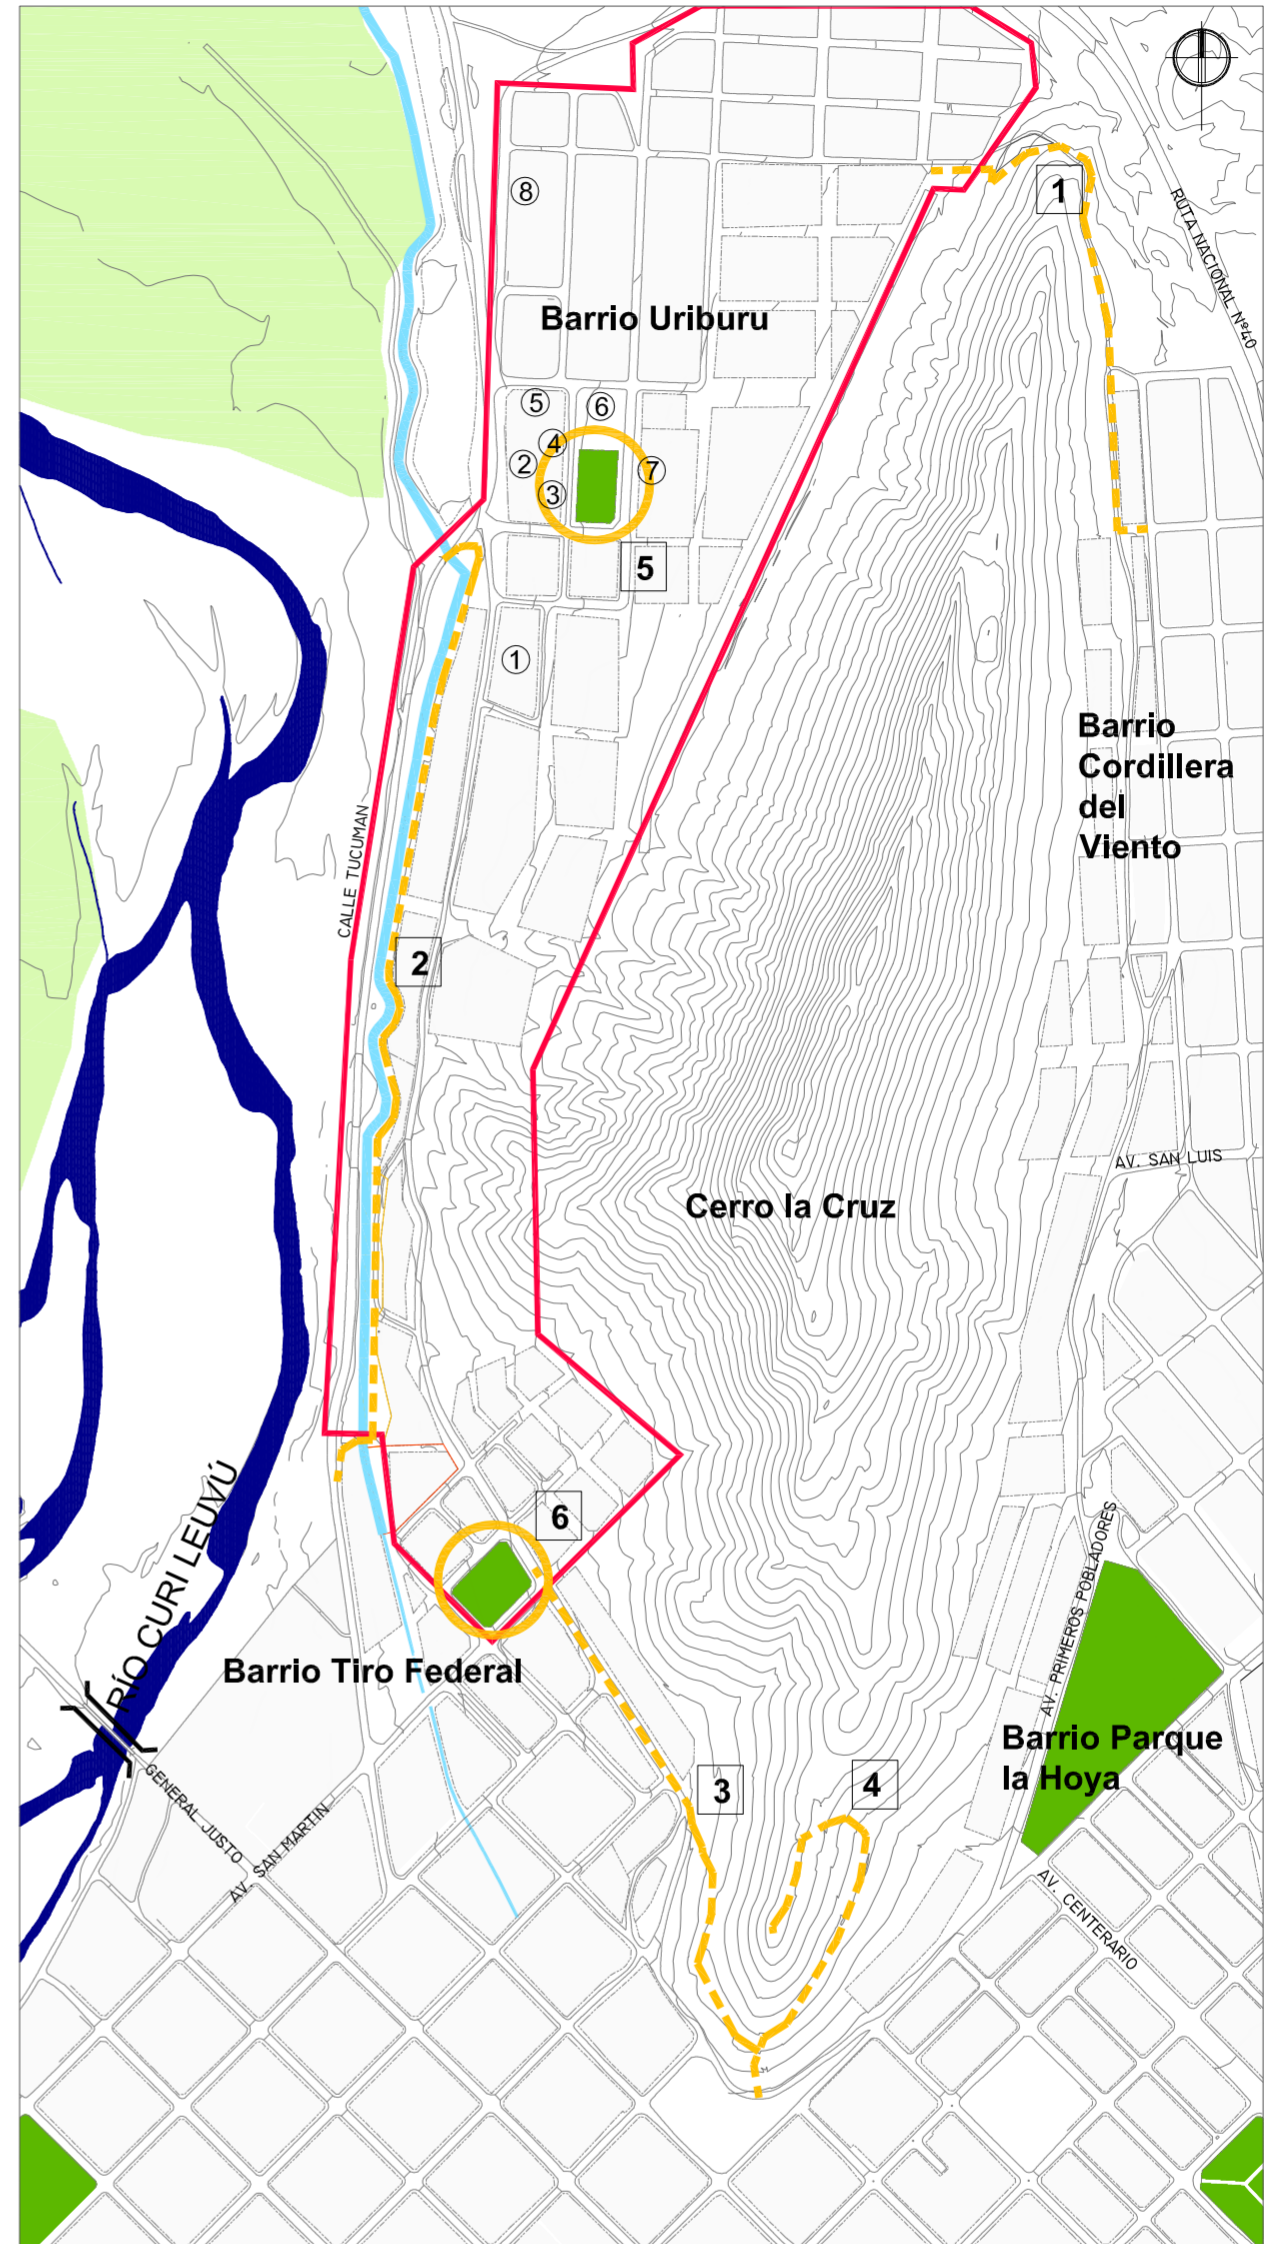 1
RUTA NACIONAL Nº40
8
Barrio Uriburu
5
6
4
2
7
3
5
1
Barrio
Cordillera
del
Viento
CALLE TUCUMAN
2
AV. SAN LUIS
Cerro la Cruz
RÍO CURI LEUVÚ
6
AV. PRIMEROS POBLADORES
Barrio Tiro Federal
Barrio Parque
la Hoya
3
4
GENERAL JUSTO
AV. SAN MARTIN
AV. CENTERARIO